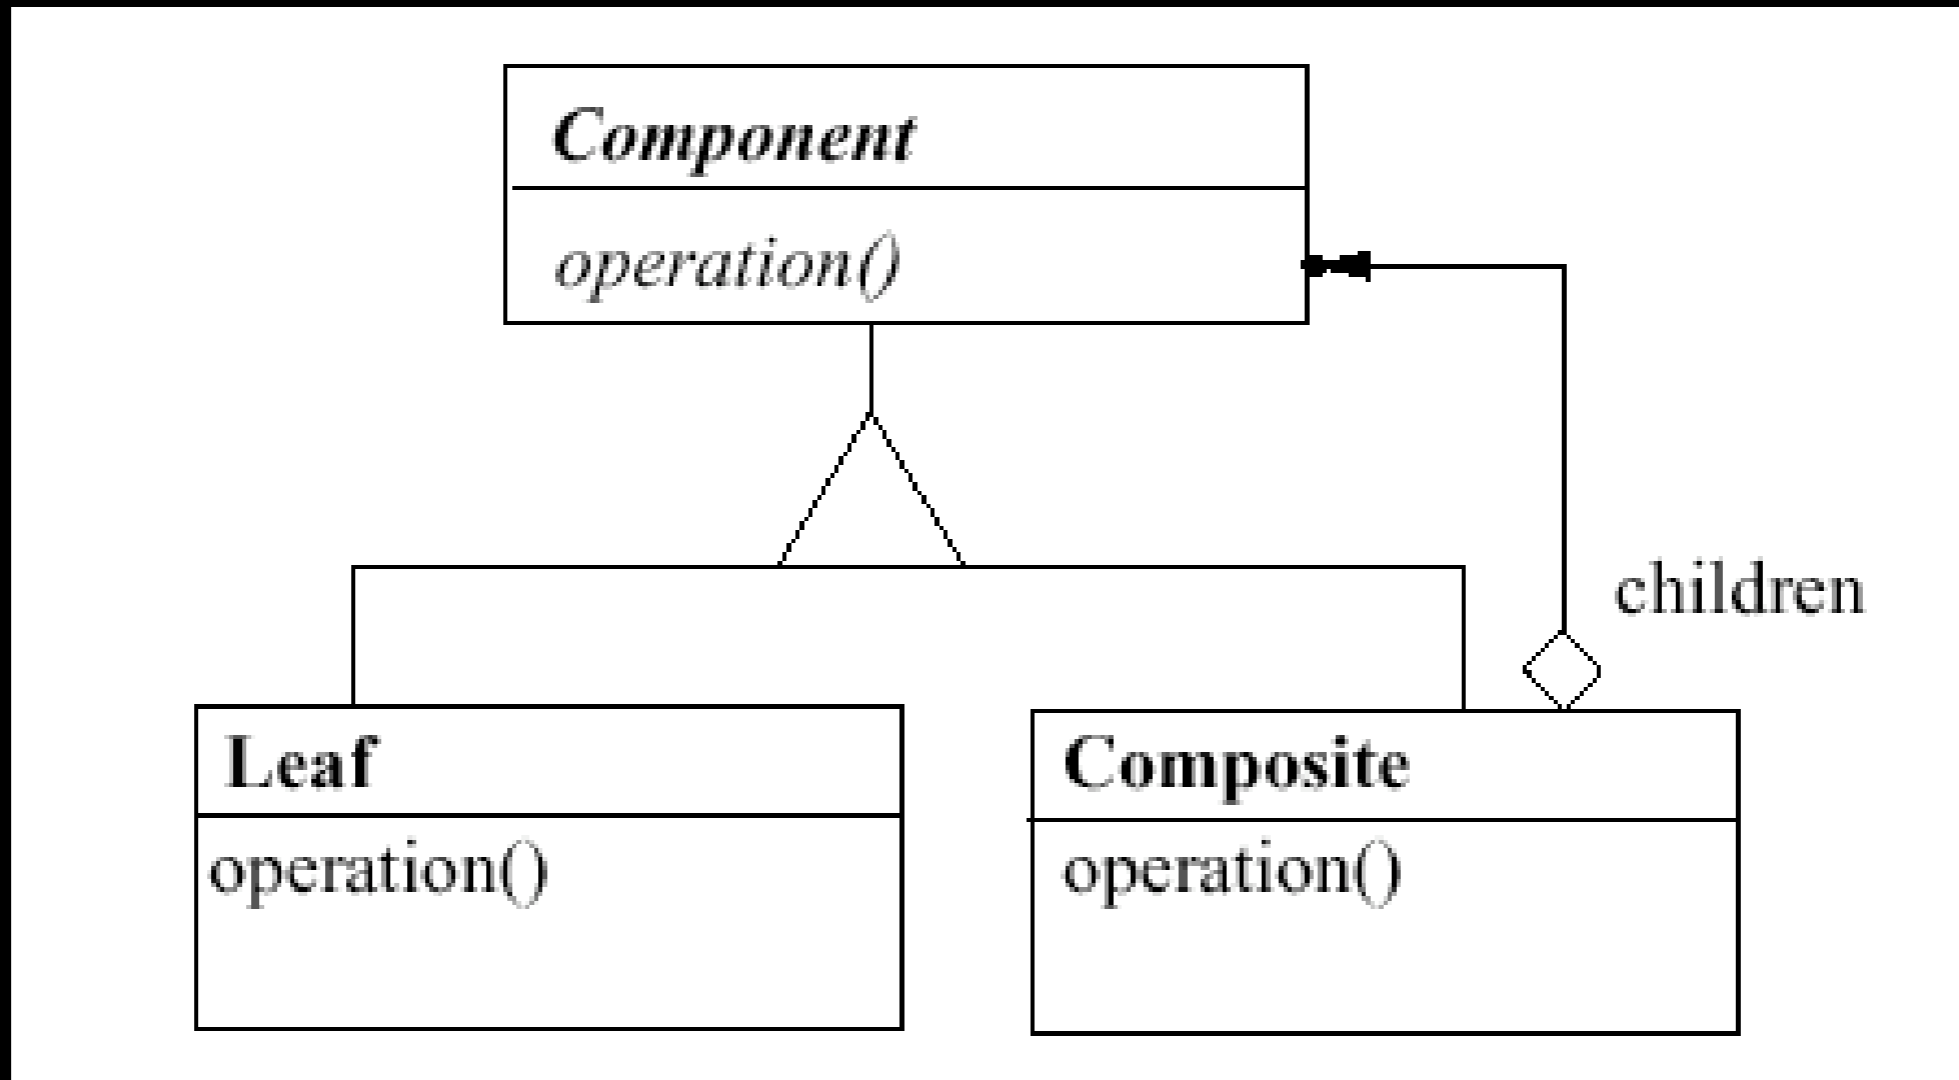 Component
operation()
children
Leaf
operation()
Composite
operation()